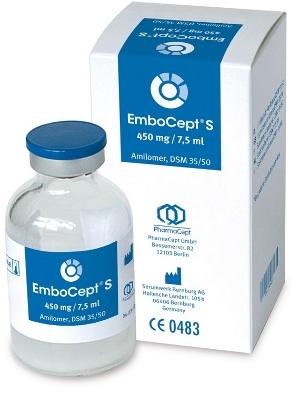 EmboCept® S
450 mg / 7,5 ml
Amilomer, DSM 35/50
PharmaCept®
PharmaCept GmbH
Bessemerstr. 82
12103 Berlin
Serumwerk Bernburg AG
Hallesche Landstr. 105b
06406 Bernburg
Germany
CE 0483
EmboCept® S
450 mg / 7,5 ml
Amilomer, DSM 35/50